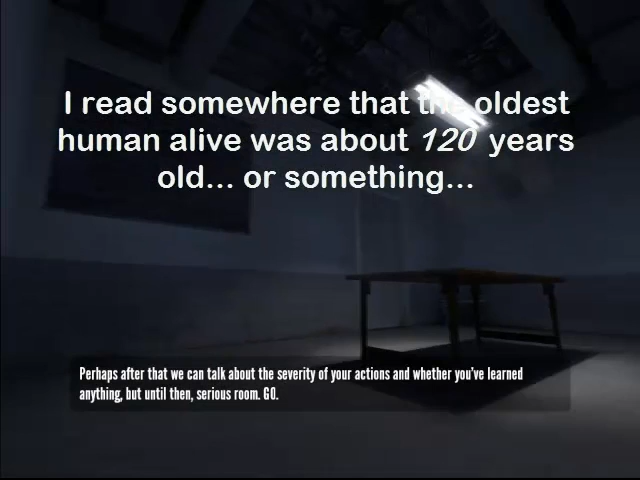 I read somewhere that the oldest
human alive was about 120 years
old... or something...
Perhaps after that we can talk about the severity of your actions and whether you've learned
anything, but until then, serious room. GO.